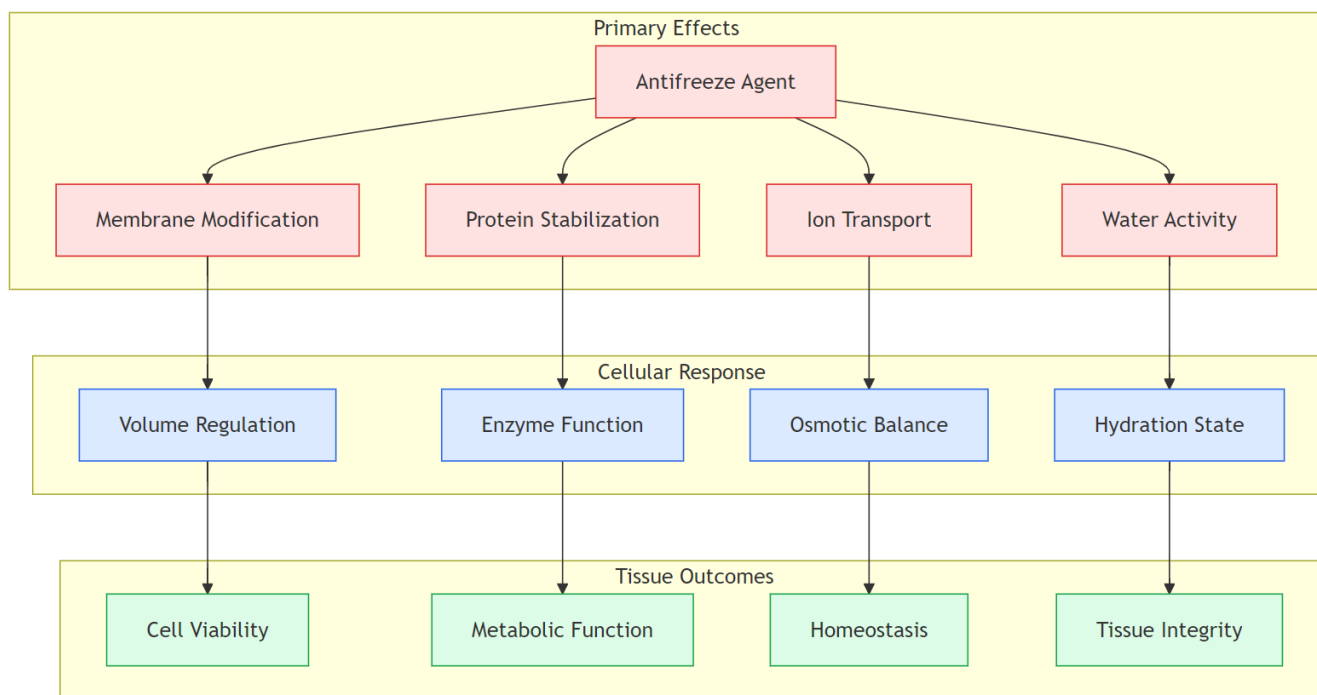 Primary Effects
Antifreeze Agent
Membrane Modification
Protein Stabilization
Ion Transport
Water Activity
Cellular Response
Volume Regulation
Enzyme Function
Osmotic Balance
Hydration State
Tissue Outcomes
Cell Viability
Metabolic Function
Homeostasis
Tissue Integrity